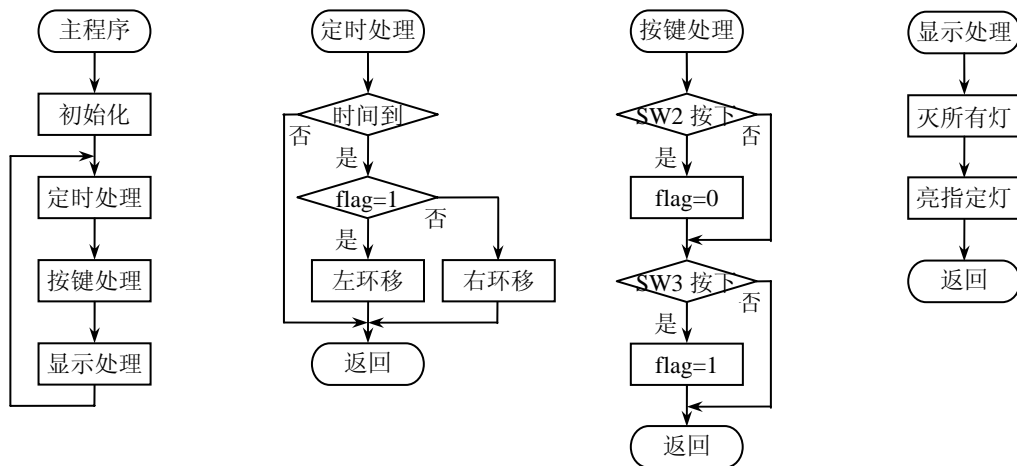 主程序
初始化
定时处理
按键处理
显示处理
定时处理
时间到
否
是
flag=1
否
是
左环移
右环移
返回
按键处理
SW2 按下
否
是
flag=0
SW3 按下
否
是
flag=1
返回
显示处理
灭所有灯
亮指定灯
返回